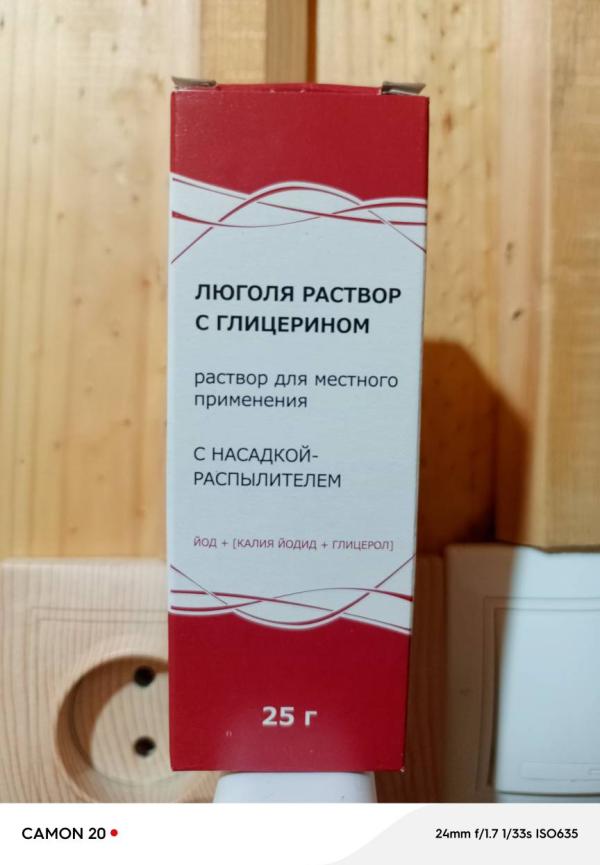 ЛЮГОЛЯ РАСТВОР
С ГЛИЦЕРИНОМ
раствор для местного
применения
С НАСАДКОЙ-
РАСПЫЛИТЕЛЕМ
ЙОД + [КАЛИЯ ЙОДИД + ГЛИЦЕРОЛ]
25 г
CAMON 20
24mm f/1.7 1/33s ISO635